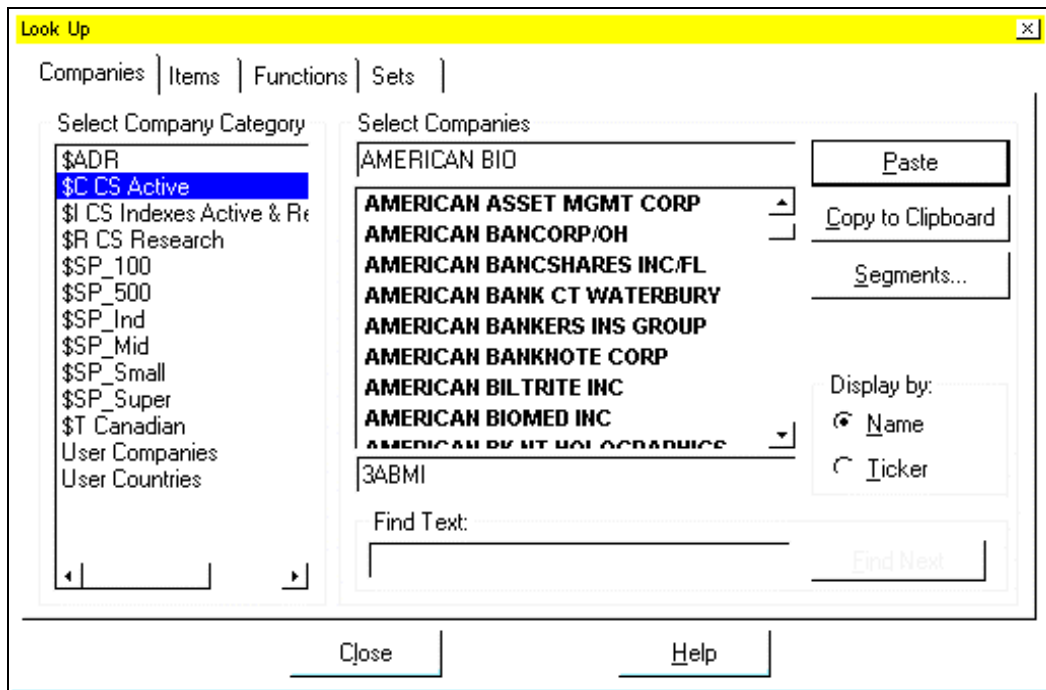 Look Up
Companies Items Functions Sets
Select Company Category
$ADR
$C CS Active
$I CS Indexes Active & Re
$R CS Research
$SP_100
$SP_500
$SP_Ind
$SP_Mid
$SP_Small
$SP_Super
$T Canadian
User Companies
User Countries
Select Companies
AMERICAN BIO
AMERICAN ASSET MGMT CORP
AMERICAN BANCORP/OH
AMERICAN BANCSHARES INC/FL
AMERICAN BANK CT WATERBURY
AMERICAN BANKERS INS GROUP
AMERICAN BANKNOTE CORP
AMERICAN BILTRITE INC
AMERICAN BIOMED INC
AMERICAN BK NT HOLOGRAPHICS
3ABMI
Find Text:
Find Next
Paste
Copy to Clipboard
Segments...
Display by:
Name
Ticker
Close
Help